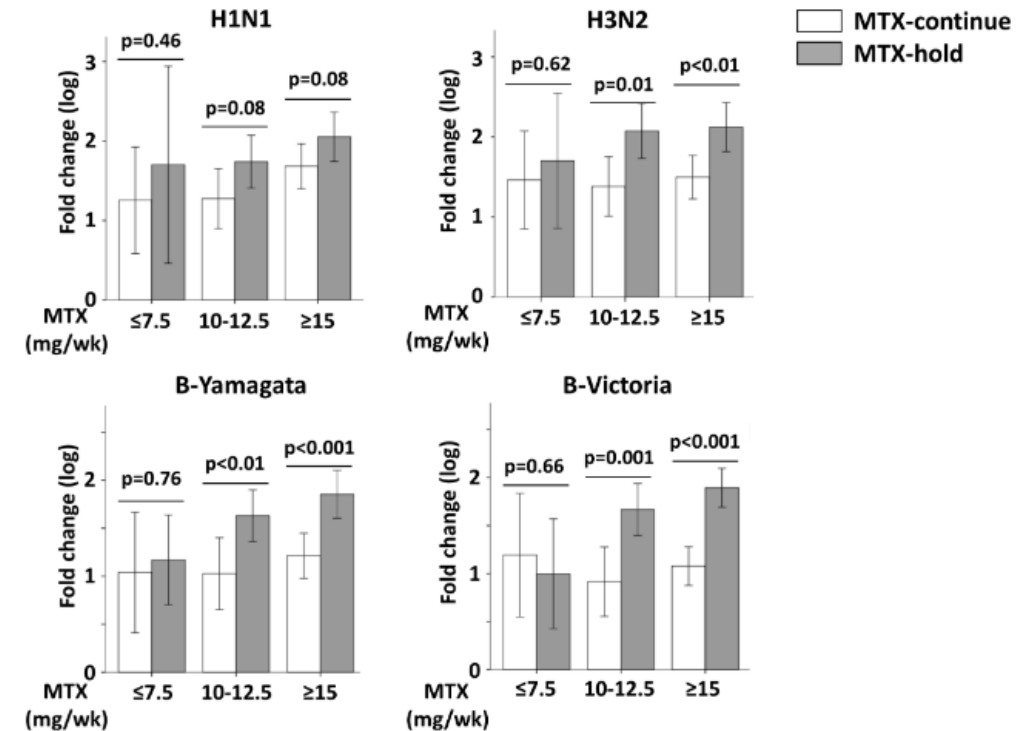 H1N1
p=0.46
p=0.08
p=0.08
Fold change (log)
3
2
1
0
MTX
(mg/wk)
≤7.5
10-12.5
≥15
H3N2
p=0.62
p=0.01
p<0.01
Fold change (log)
3
2
1
0
MTX
(mg/wk)
≤7.5
10-12.5
≥15
MTX-continue
MTX-hold
B-Yamagata
p=0.76
p<0.01
p<0.001
Fold change (log)
2
1
0
MTX
(mg/wk)
≤7.5
10-12.5
≥15
B-Victoria
p=0.66
p=0.001
p<0.001
Fold change (log)
2
1
0
MTX
(mg/wk)
≤7.5
10-12.5
≥15